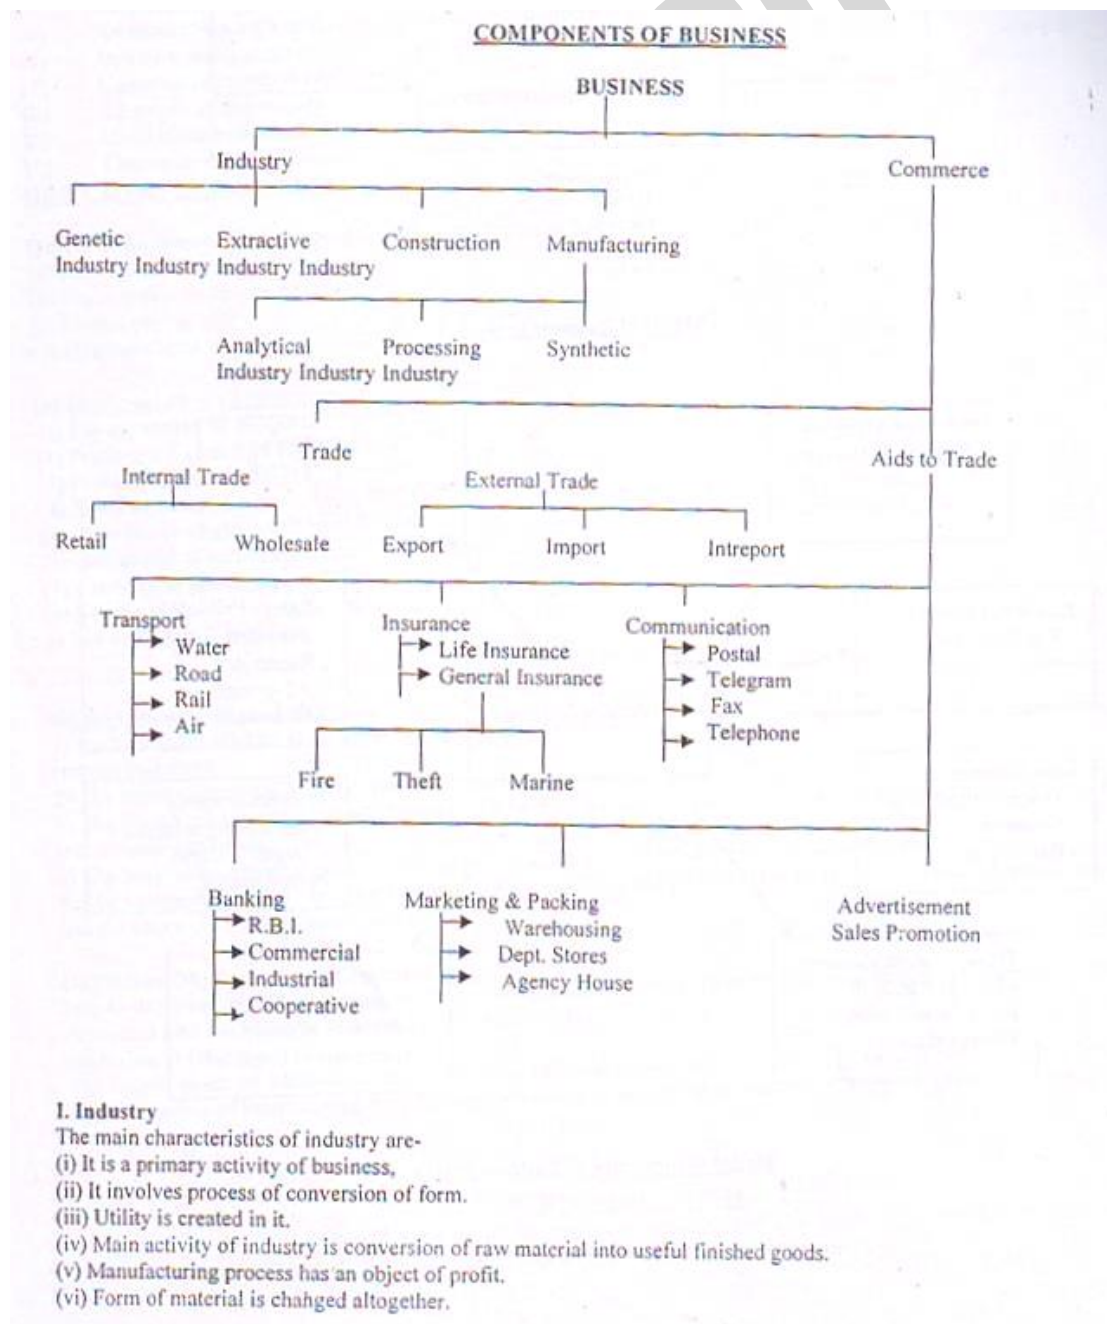 COMPONENTS OF BUSINESS
BUSINESS
Industry
Commerce
Genetic Extractive Construction Manufacturing
Industry Industry Industry Industry
Analytical Processing Synthetic
Industry Industry Industry
Trade
Aids to Trade
Internal Trade External Trade
Retail Wholesale Export Import Intreport
Transport
Water
Road
Rail
Air
Insurance
Life Insurance
General Insurance
Fire Theft Marine
Communication
Postal
Telegram
Fax
Telephone
Banking
R.B.I.
Commercial
Industrial
Cooperative
Marketing & Packing
Warehousing
Dept. Stores
Agency House
Advertisement
Sales Promotion
I. Industry
The main characteristics of industry are-
(i) It is a primary activity of business,
(ii) It involves process of conversion of form.
(iii) Utility is created in it.
(iv) Main activity of industry is conversion of raw material into useful finished goods.
(v) Manufacturing process has an object of profit.
(vi) Form of material is chahged altogether.